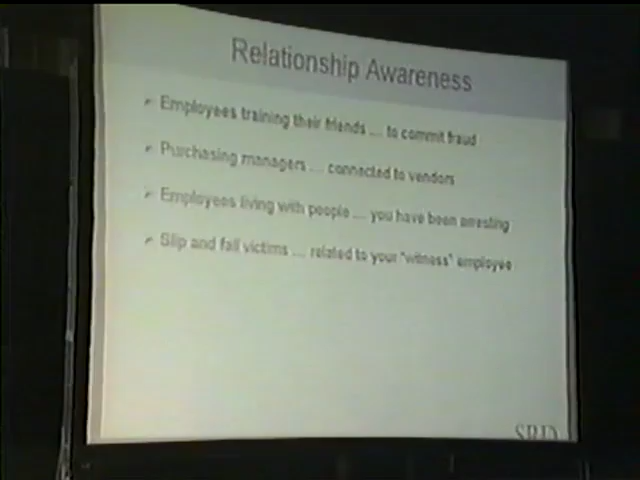 Relationship Awareness
Employees training their friends ... to commit fraud
Purchasing managers ... connected to vendors
Employees living with people ... you have been arresting
Slip and fall victims ... related to your "witness" employee
SRD